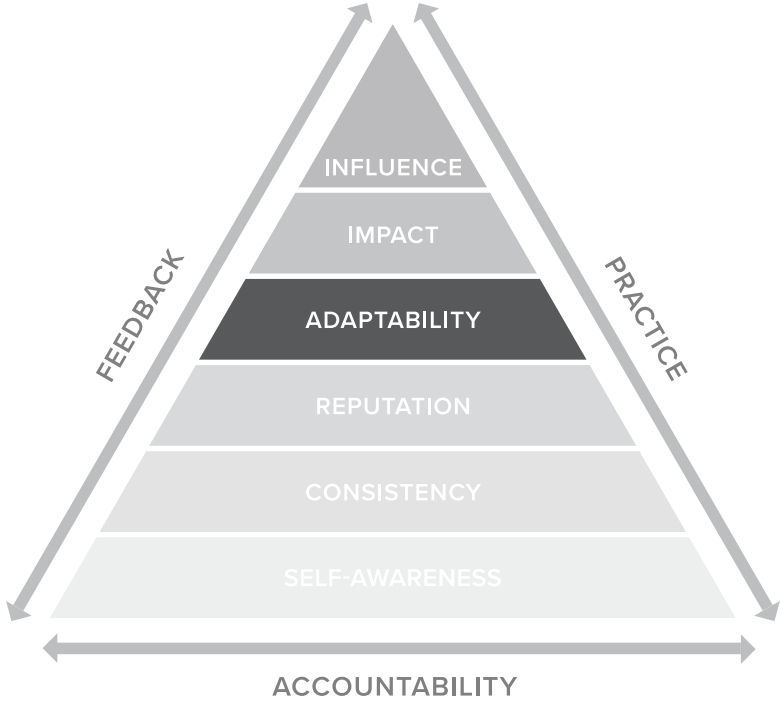 INFLUENCE
IMPACT
FEEDBACK
PRACTICE
ADAPTABILITY
REPUTATION
CONSISTENCY
SELF-AWARENESS
ACCOUNTABILITY